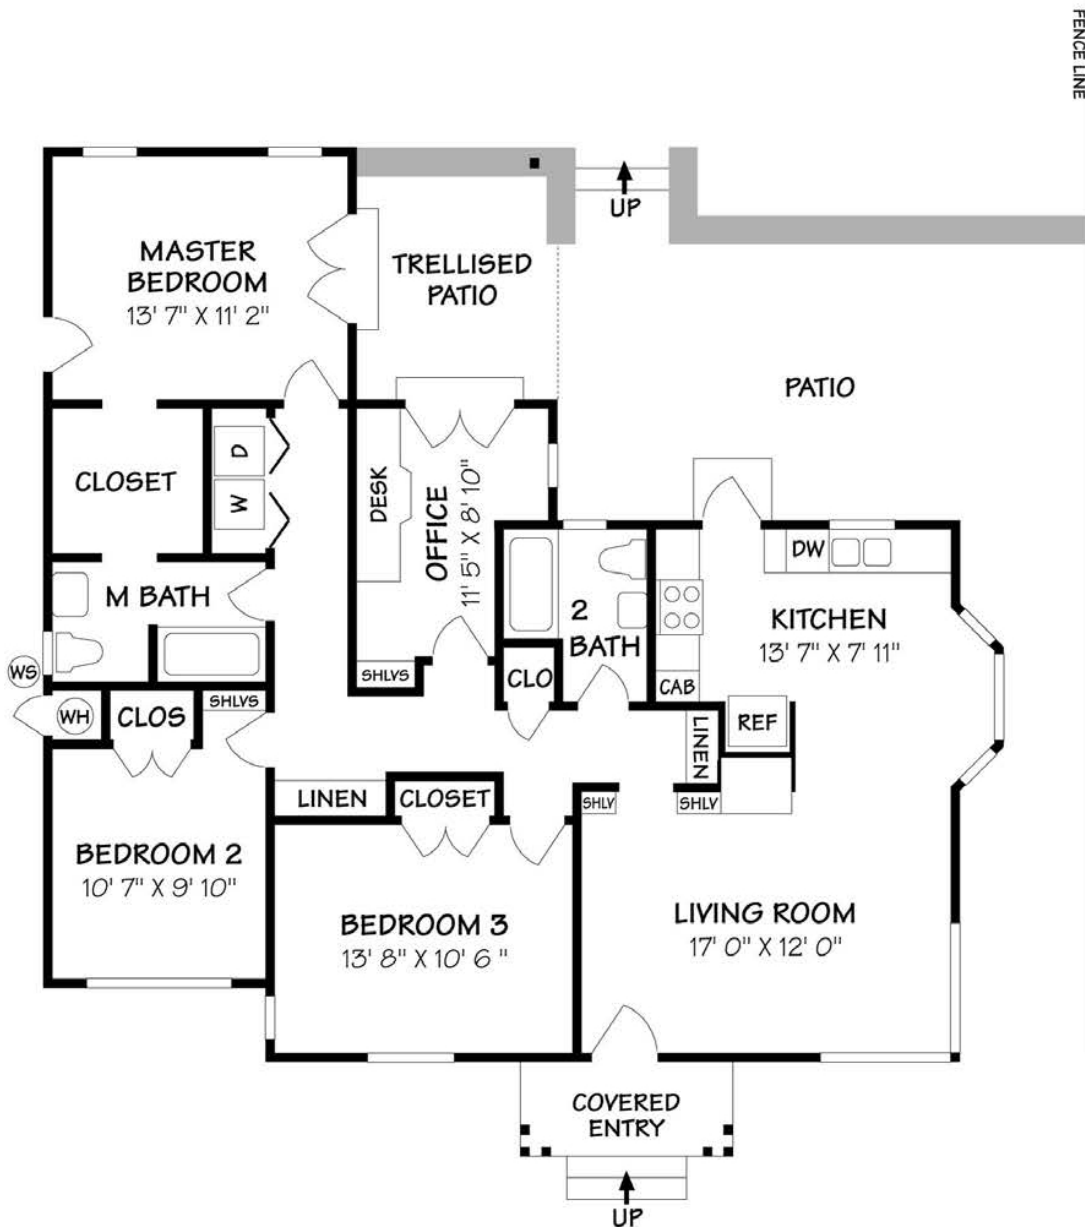 FENCE LINE
UP
MASTER
BEDROOM
13' 7" X 11' 2"
TRELLISED
PATIO
PATIO
CLOSET
D
W
DESK
OFFICE
11' 5" X 8' 10"
DW
M BATH
2
BATH
KITCHEN
13' 7" X 7' 11"
WS
WH
CLOS
SHLVS
SHLVS
CLO
CAB
LINEN
REF
LINEN
CLOSET
SHLV
SHLV
BEDROOM 2
10' 7" X 9' 10"
BEDROOM 3
13' 8" X 10' 6 "
LIVING ROOM
17' 0" X 12' 0"
COVERED
ENTRY
UP